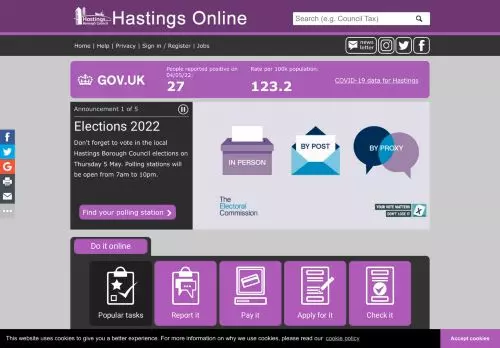 Hastings
Borough Council
Hastings Online
Search (e.g. Council Tax)
Home | Help | Privacy | Sign in / Register | Jobs
news
letter
GOV.UK
People reported positive on
04/05/22:
27
Rate per 100k population:
123.2
COVID-19 data for Hastings
Announcement 1 of 5
Elections 2022
Don't forget to vote in the local
Hastings Borough Council elections on
Thursday 5 May. Polling stations will
be open from 7am to 10pm.
Find your polling station
IN PERSON
BY POST
BY PROXY
The
Electoral
Commission
YOUR VOTE MATTERS
DON'T LOSE IT
Do it online
Popular tasks
Report it
Pay it
Apply for it
Check it
This website uses cookies to give you a better experience. For more information on why we use cookies, please read our cookie policy
Accept cookies